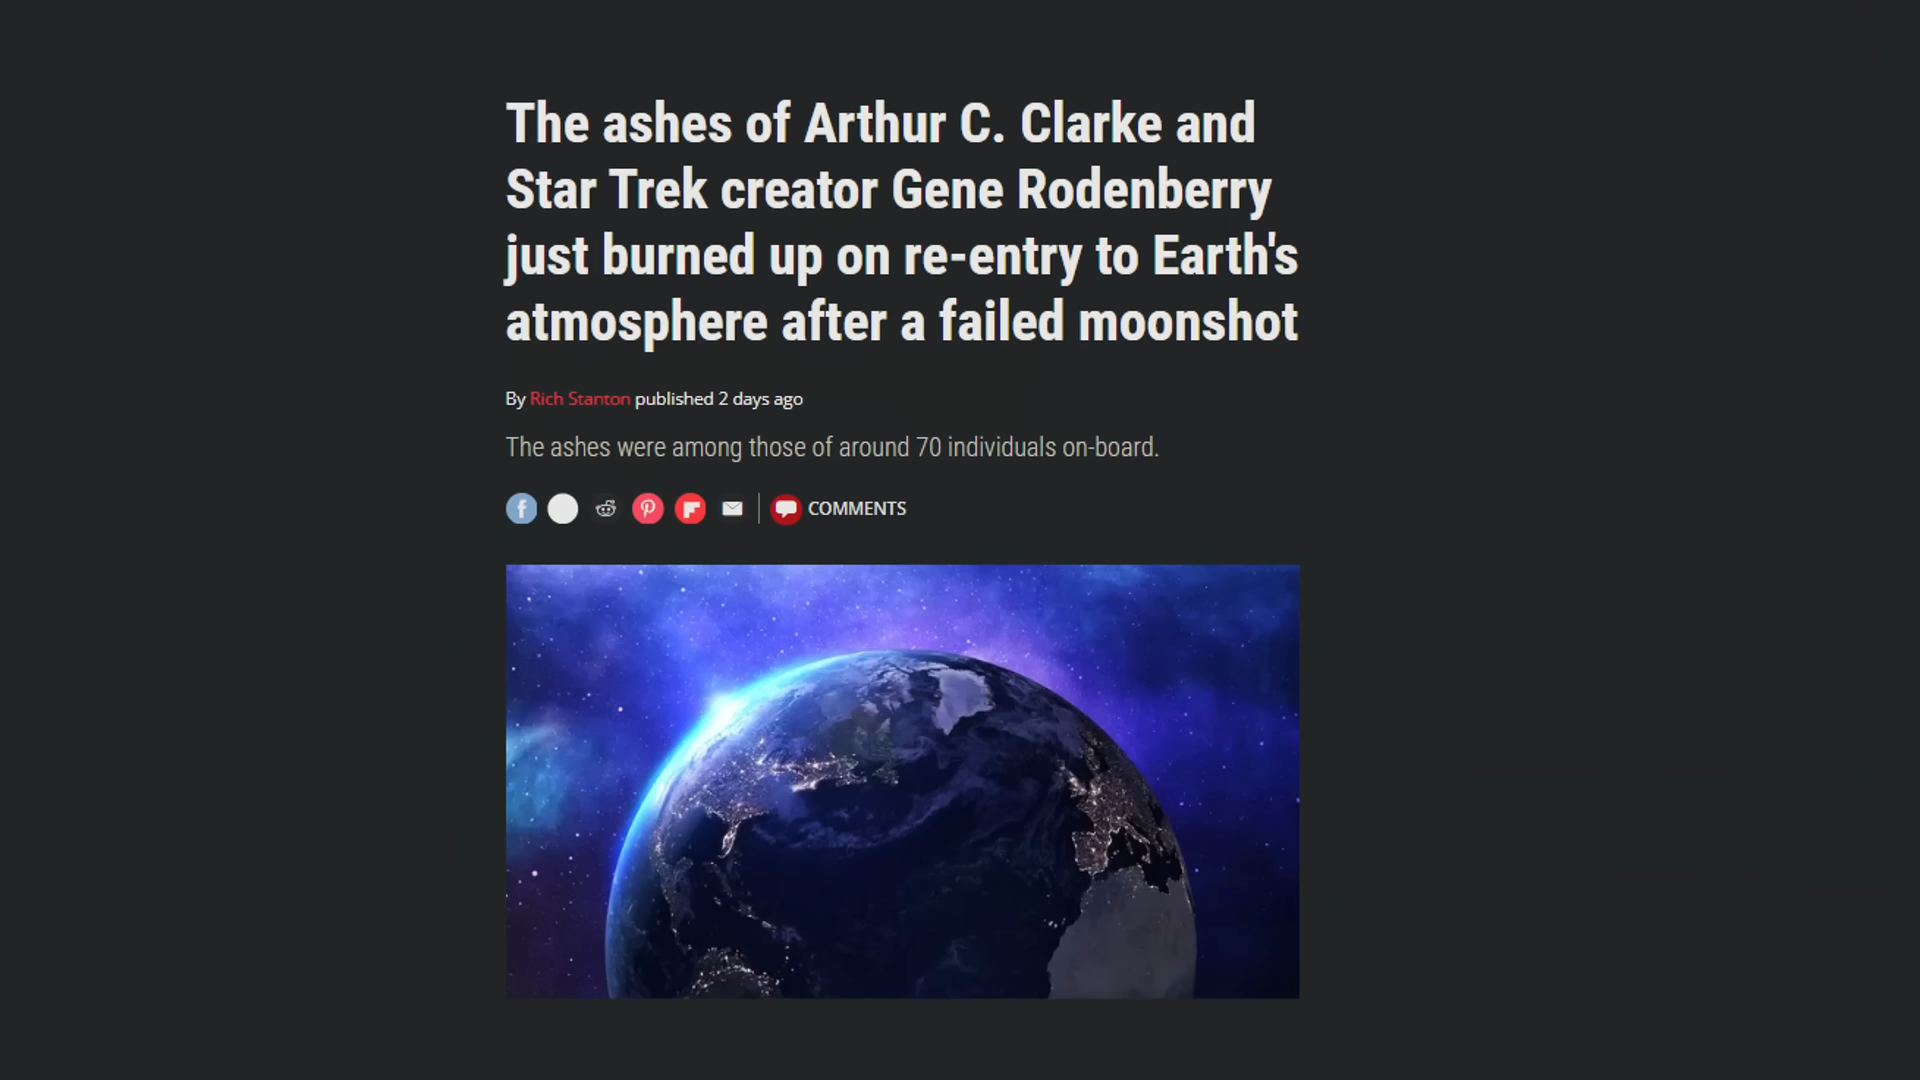 The ashes of Arthur C. Clarke and
Star Trek creator Gene Rodenberry
just burned up on re-entry to Earth's
atmosphere after a failed moonshot
By Rich Stanton published 2 days ago
The ashes were among those of around 70 individuals on-board.
COMMENTS